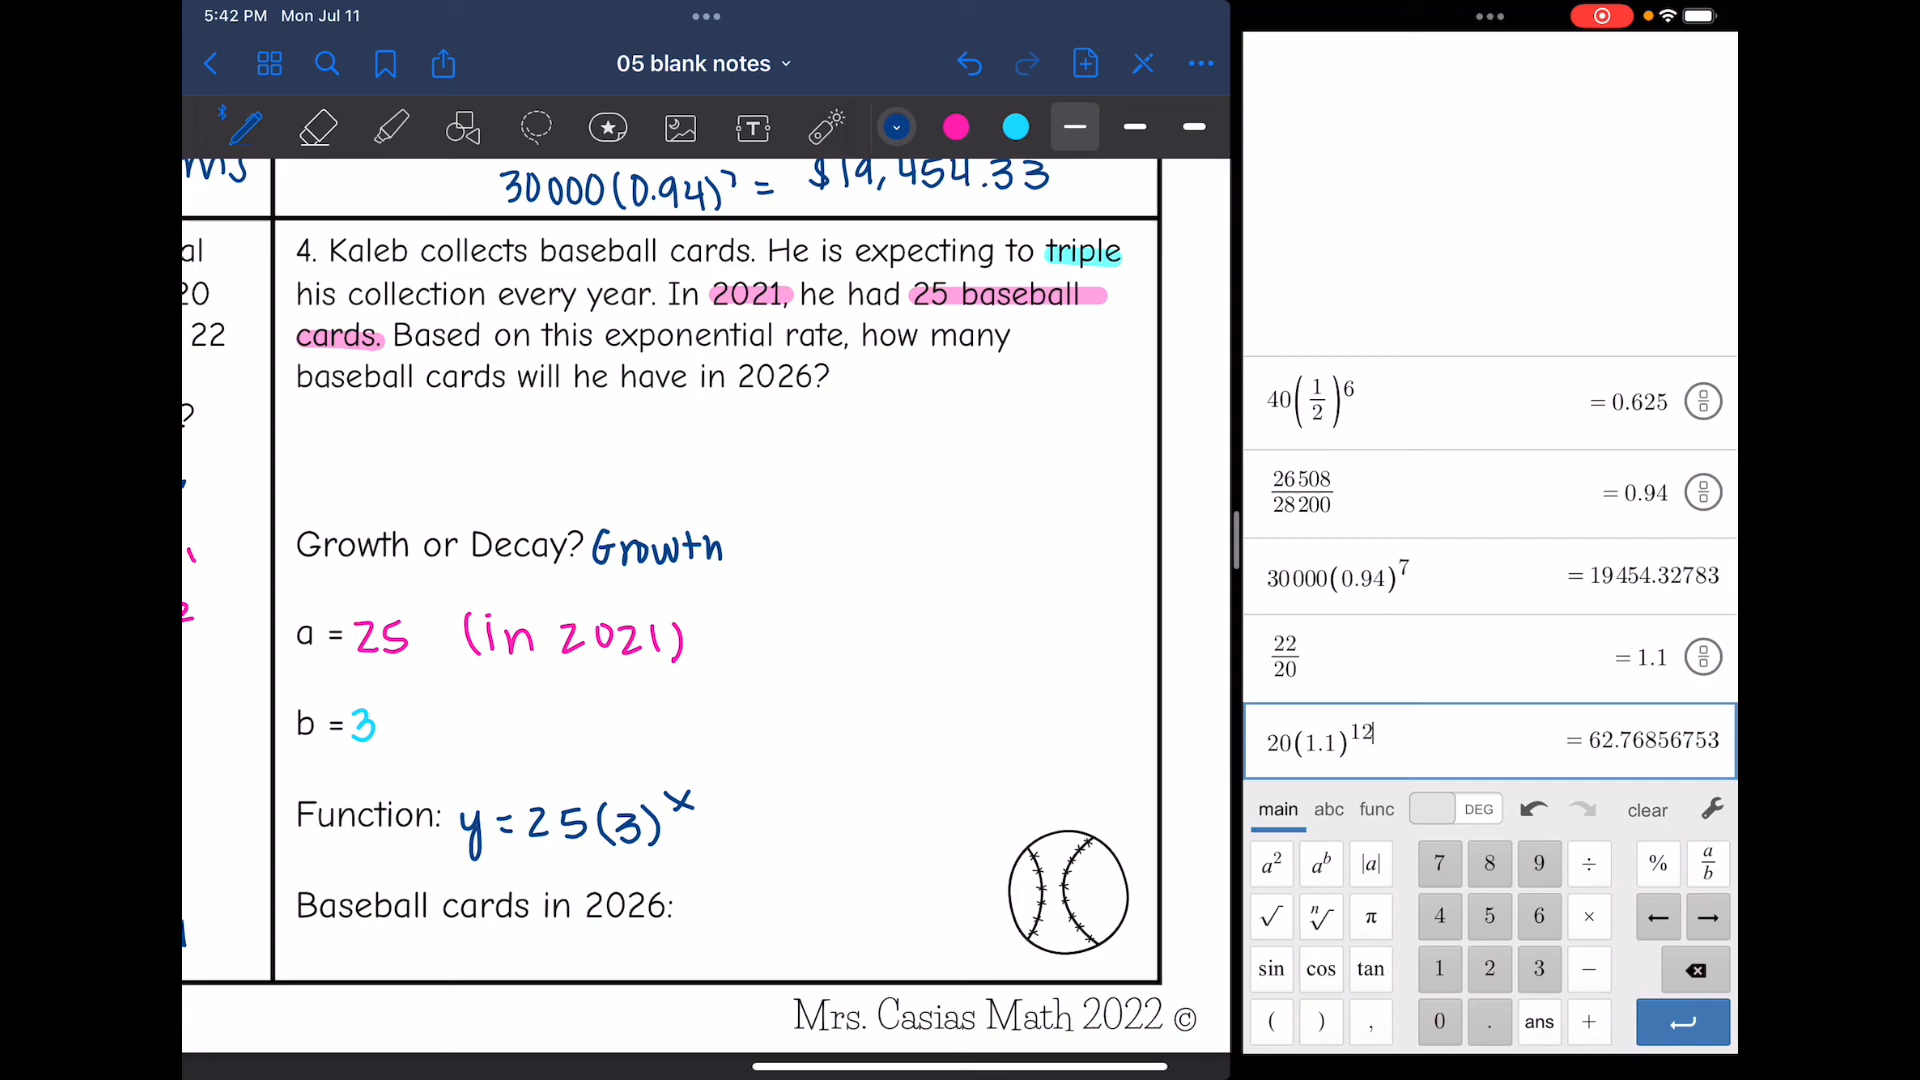 5:42 PM Mon Jul 11
05 blank notes
T
30000(0.94)⁷ = $19,454.33
al
20
22
?
4. Kaleb collects baseball cards. He is expecting to triple
his collection every year. In 2021, he had 25 baseball
cards. Based on this exponential rate, how many
baseball cards will he have in 2026?
Growth or Decay? Growth
a = 25 (in 2021)
b = 3
Function: y = 25(3)ˣ
Baseball cards in 2026:
Mrs. Casias Math 2022 ©
40(1/2)⁶ = 0.625
26508/28200 = 0.94
30000(0.94)⁷ = 19454.32783
22/20 = 1.1
20(1.1)¹² = 62.76856753
main abc func DEG clear
a² aᵇ |a| 7 8 9 ÷ % a/b
√ ⁿ√ π 4 5 6 × ← →
sin cos tan 1 2 3 −
( ) , 0 . ans +